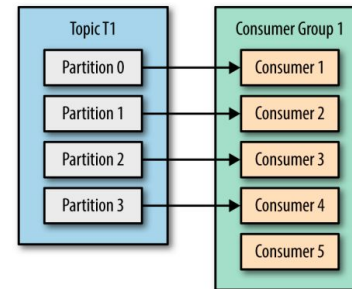 Topic T1
Partition 0
Partition 1
Partition 2
Partition 3
Consumer Group 1
Consumer 1
Consumer 2
Consumer 3
Consumer 4
Consumer 5